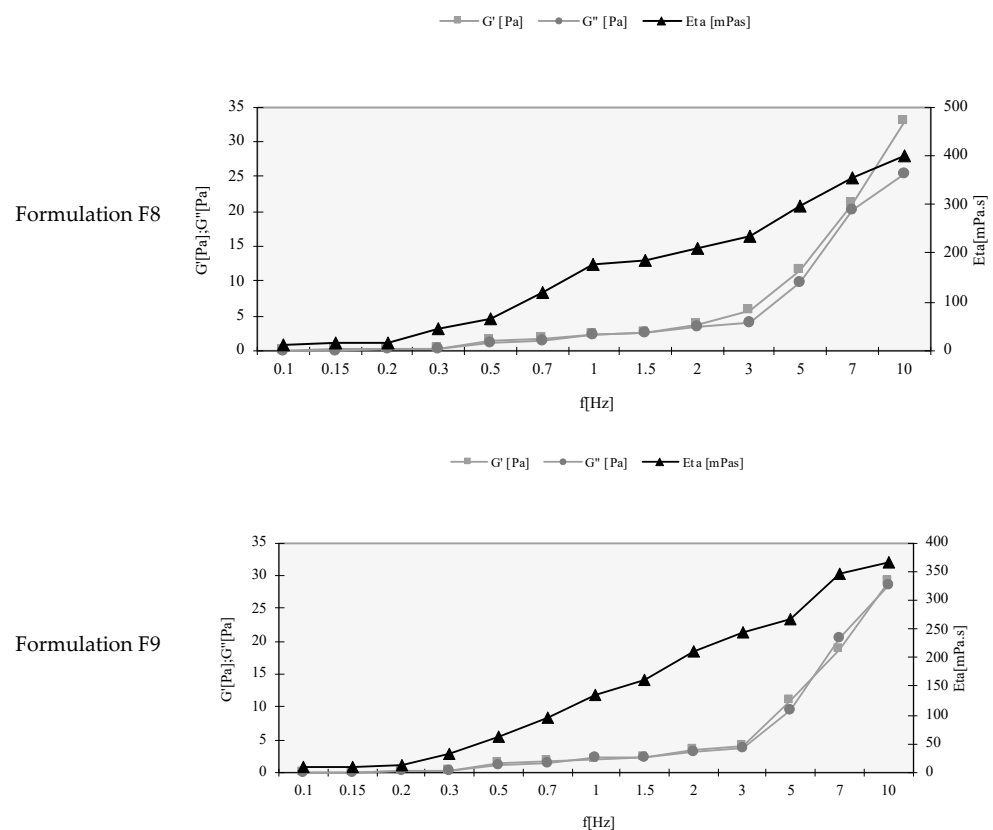 G' [Pa] G" [Pa] Eta [mPas]
Formulation F8
G'[Pa];G"[Pa]
35
30
25
20
15
10
5
0
500
400
300
200
100
0
Eta[mPa.s]
0.1 0.15 0.2 0.3 0.5 0.7 1 1.5 2 3 5 7 10
f[Hz]
G' [Pa] G" [Pa] Eta [mPas]
Formulation F9
G'[Pa];G"[Pa]
35
30
25
20
15
10
5
0
400
350
300
250
200
150
100
50
0
Eta[mPa.s]
0.1 0.15 0.2 0.3 0.5 0.7 1 1.5 2 3 5 7 10
f[Hz]